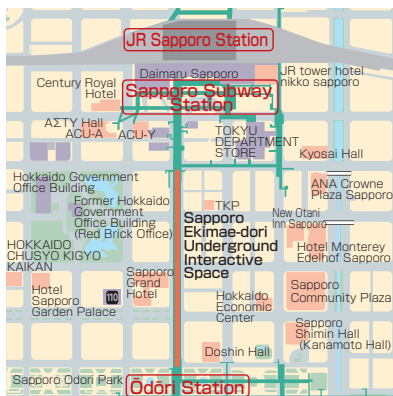 JR Sapporo Station
Daimaru Sapporo
JR tower hotel
nikko sapporo
Century Royal
Hotel
Sapporo Subway
Station
AΣTY Hall
ACU-A
ACU-Y
TOKYU
DEPARTMENT
STORE
Kyosai Hall
Hokkaido Government
Office Building
Former Hokkaido
Government
Office Building
(Red Brick Office)
ANA Crowne
Plaza Sapporo
TKP
Sapporo
Ekimae-dori
Underground
Interactive
Space
New Otani
Inn Sapporo
Hotel Monterey
Edelhof Sapporo
HOKKAIDO
CHUSYO KIGYO
KAIKAN
Sapporo
Grand
Hotel
Hotel
Sapporo
Garden Palace
110
Hokkaido
Economic
Center
Sapporo
Community Plaza
Sapporo
Shimin Hall
(Kanamoto Hall)
Doshin Hall
Sapporo Odori Park
Ōdōri Station